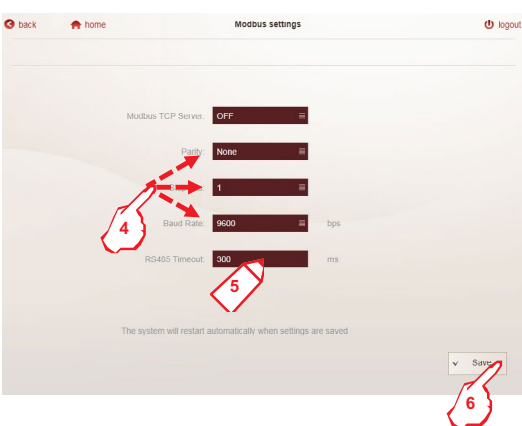 back home Modbus settings logout
Modbus TCP Server: OFF
Parity: None
1
Baud Rate: 9600 bps
RS485 Timeout: 300 ms
4
5
The system will restart automatically when settings are saved
Save
6